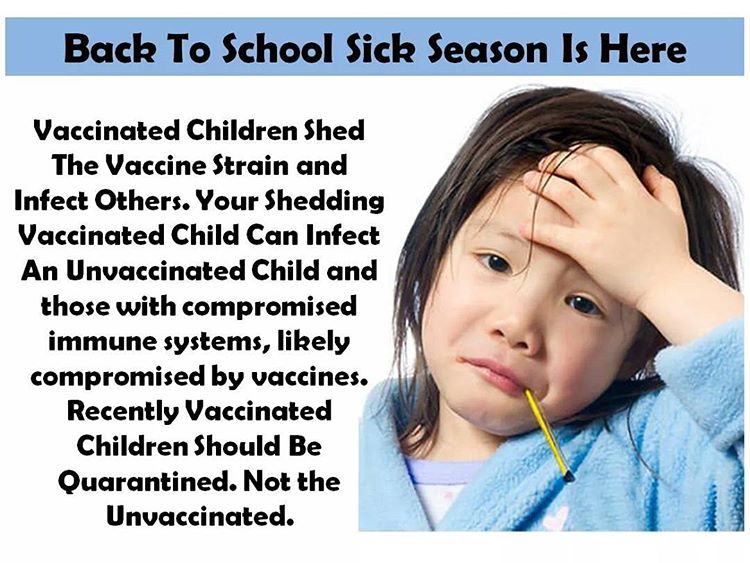 Back To School Sick Season Is Here
Vaccinated Children Shed
The Vaccine Strain and
Infect Others. Your Shedding
Vaccinated Child Can Infect
An Unvaccinated Child and
those with compromised
immune systems, likely
compromised by vaccines.
Recently Vaccinated
Children Should Be
Quarantined. Not the
Unvaccinated.